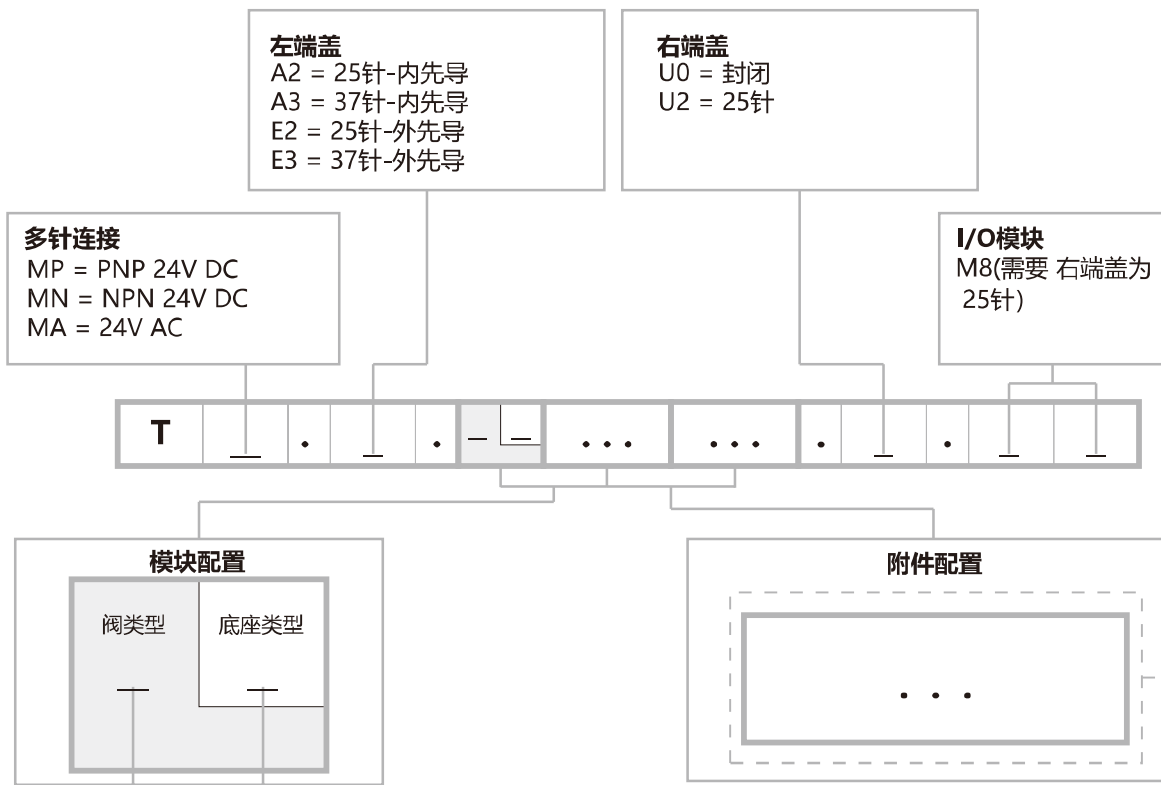 左端盖
A2 = 25针-内先导
A3 = 37针-内先导
E2 = 25针-外先导
E3 = 37针-外先导
右端盖
U0 = 封闭
U2 = 25针
多针连接
MP = PNP 24V DC
MN = NPN 24V DC
MA = 24V AC
I/O模块
M8(需要 右端盖为
25针)
T _ . _ . _ _ ... ... . _ . _ _
模块配置
阀类型
底座类型
附件配置
...